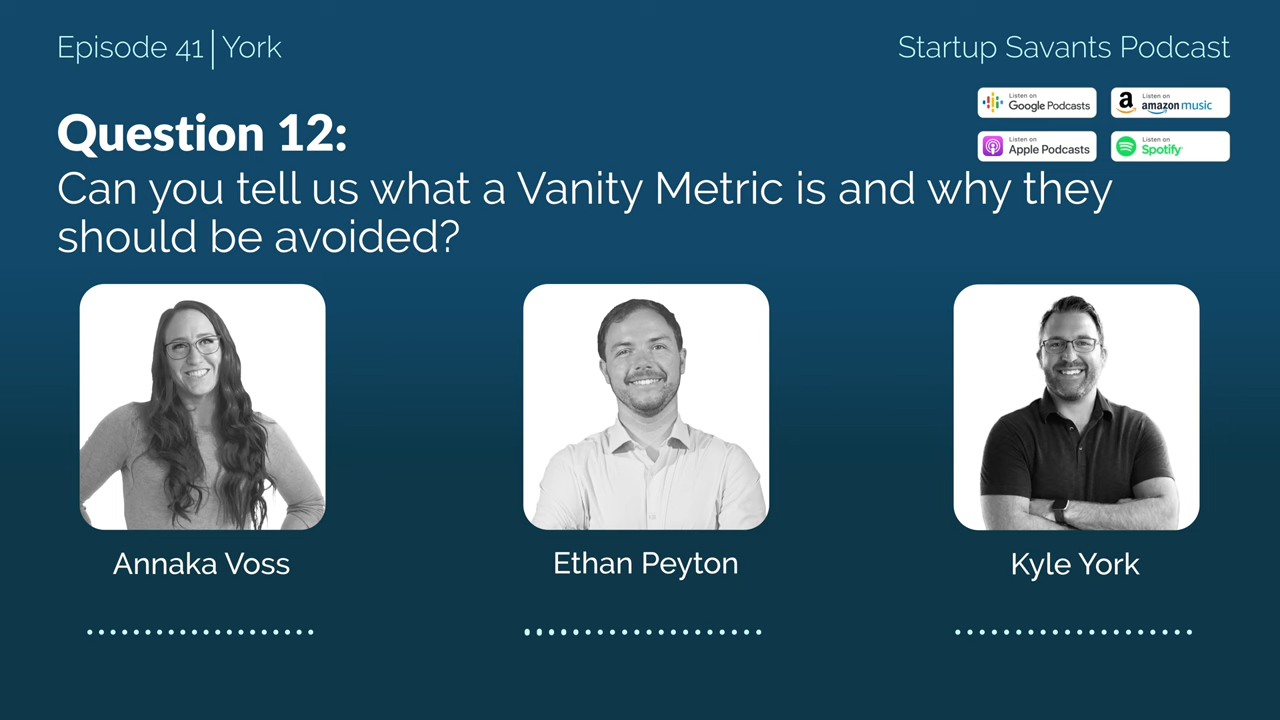 Episode 41 | York
Startup Savants Podcast
Listen on
Google Podcasts
Listen on
amazon music
Listen on
Apple Podcasts
Listen on
Spotify
Question 12:
Can you tell us what a Vanity Metric is and why they
should be avoided?
Annaka Voss
Ethan Peyton
Kyle York